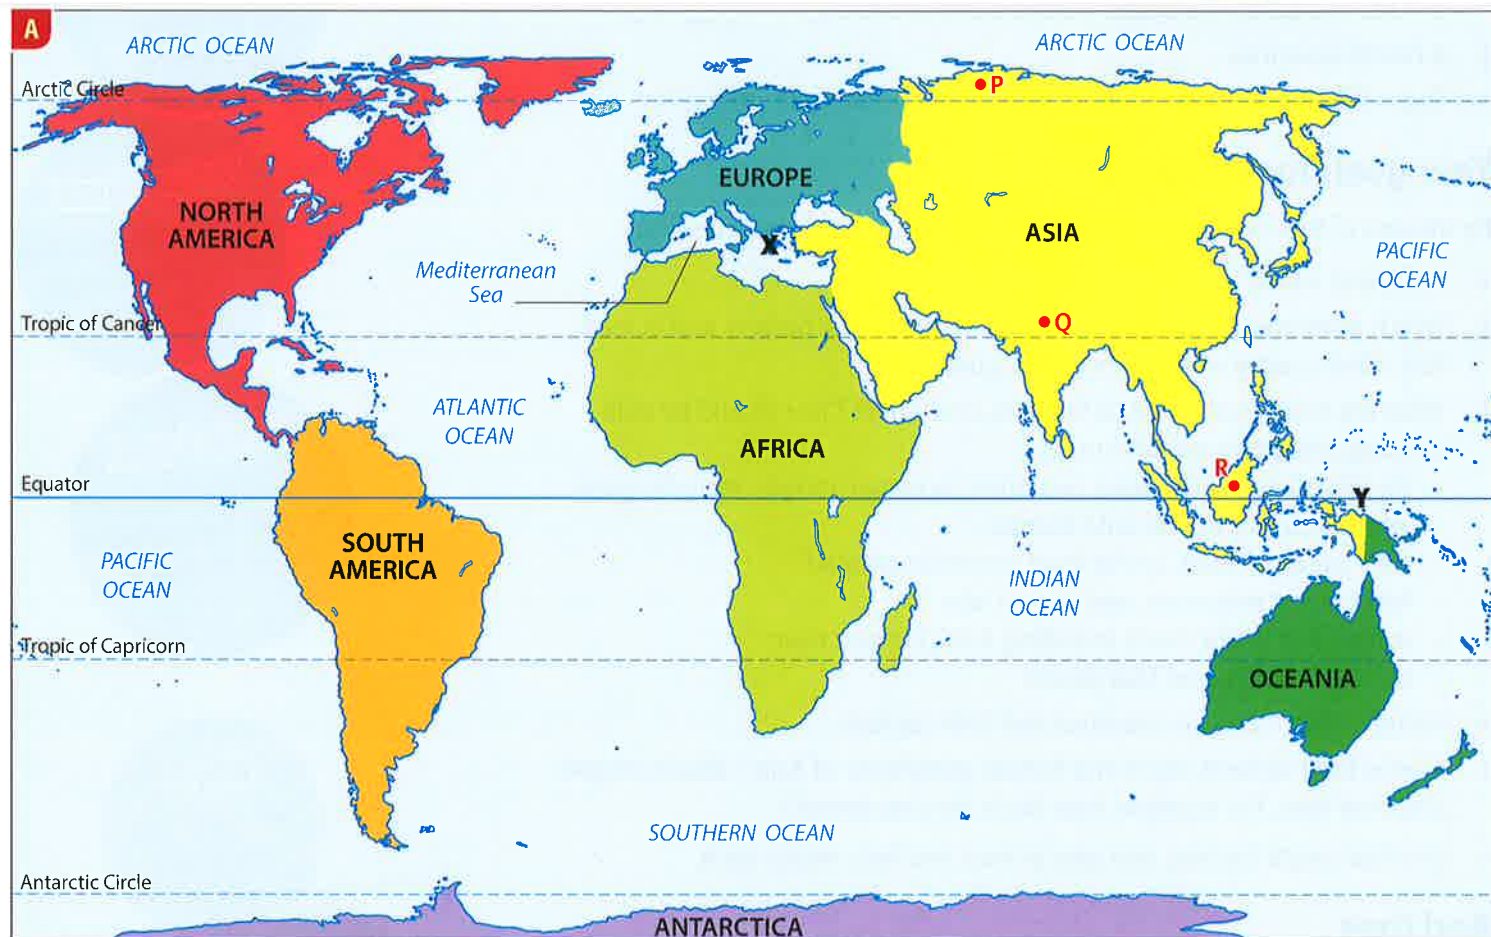 A
ARCTIC OCEAN
ARCTIC OCEAN
Arctic Circle
P
EUROPE
NORTH
AMERICA
ASIA
X
PACIFIC
OCEAN
Mediterranean
Sea
Tropic of Cancer
Q
ATLANTIC
OCEAN
AFRICA
R
Equator
Y
SOUTH
AMERICA
PACIFIC
OCEAN
INDIAN
OCEAN
Tropic of Capricorn
OCEANIA
SOUTHERN OCEAN
Antarctic Circle
ANTARCTICA